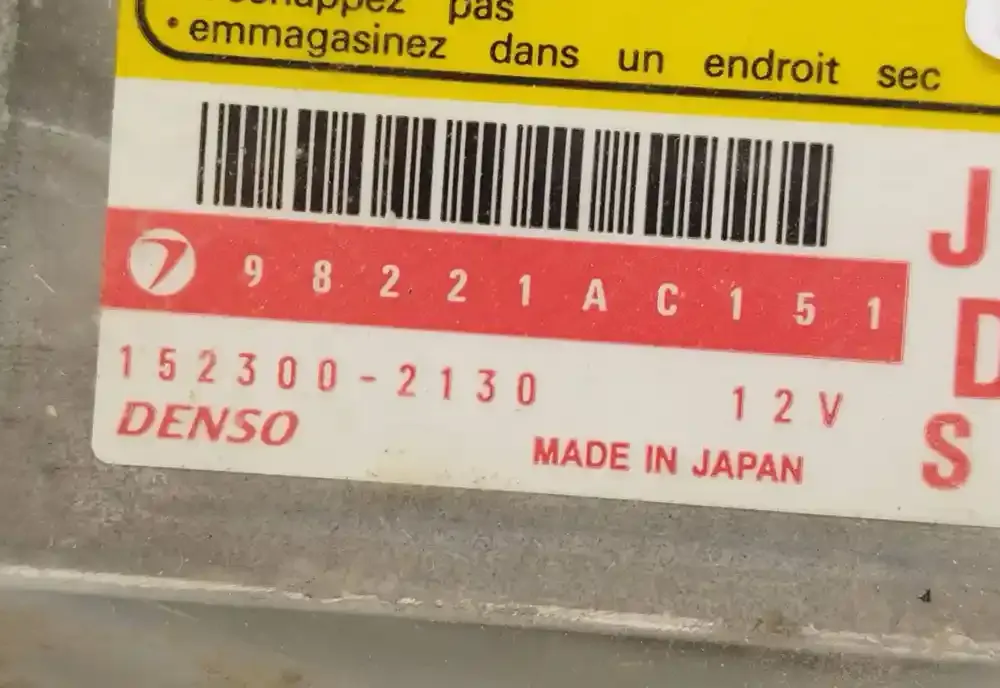 pas
• emmagasinez dans un endroit sec
98221AC151
152300-2130 12V
DENSO
MADE IN JAPAN
J
D
S